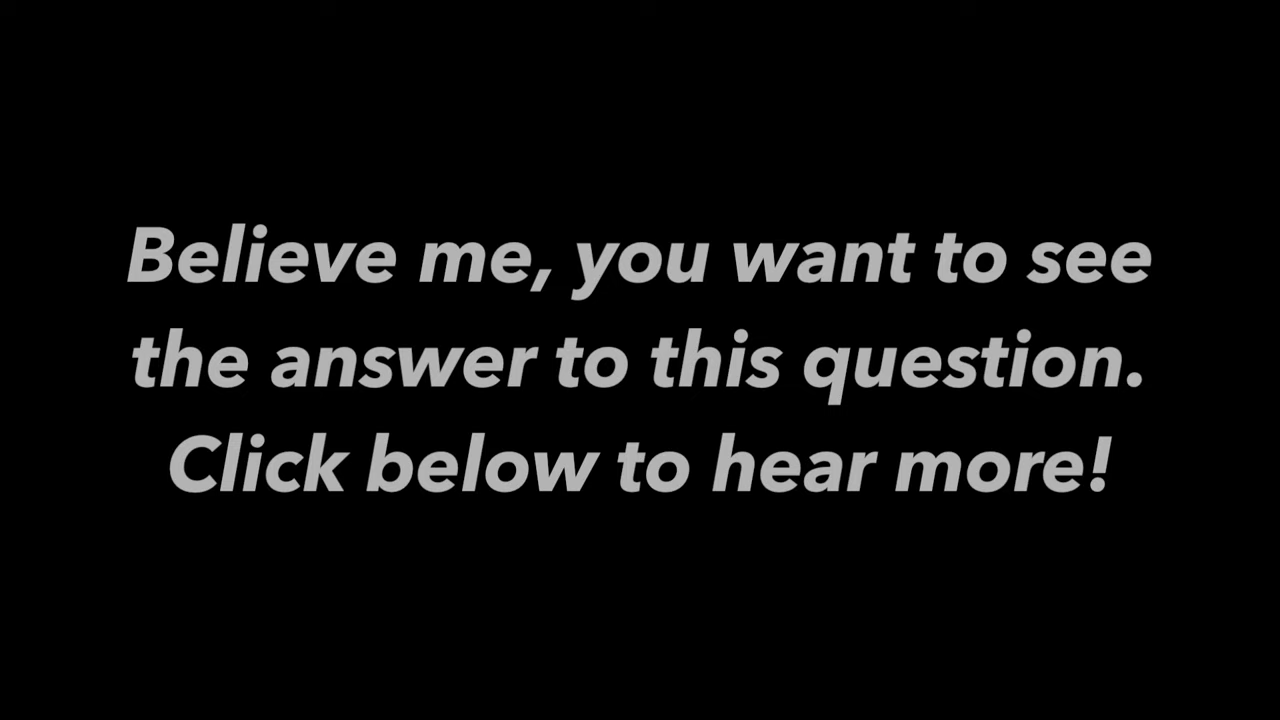 Believe me, you want to see
the answer to this question.
Click below to hear more!